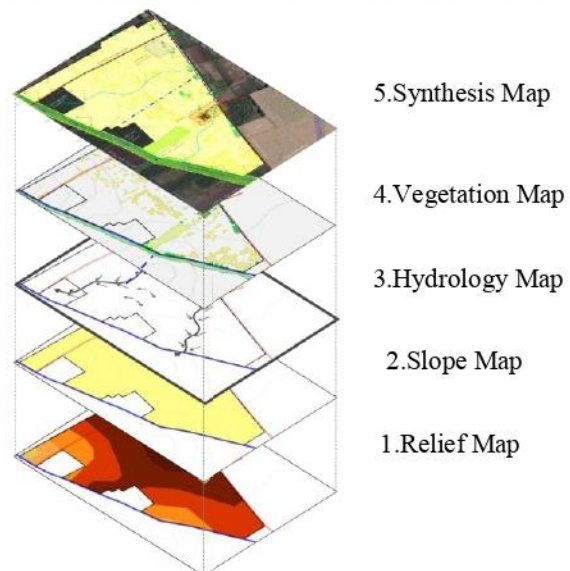 5.Synthesis Map
4.Vegetation Map
3.Hydrology Map
2.Slope Map
1.Relief Map